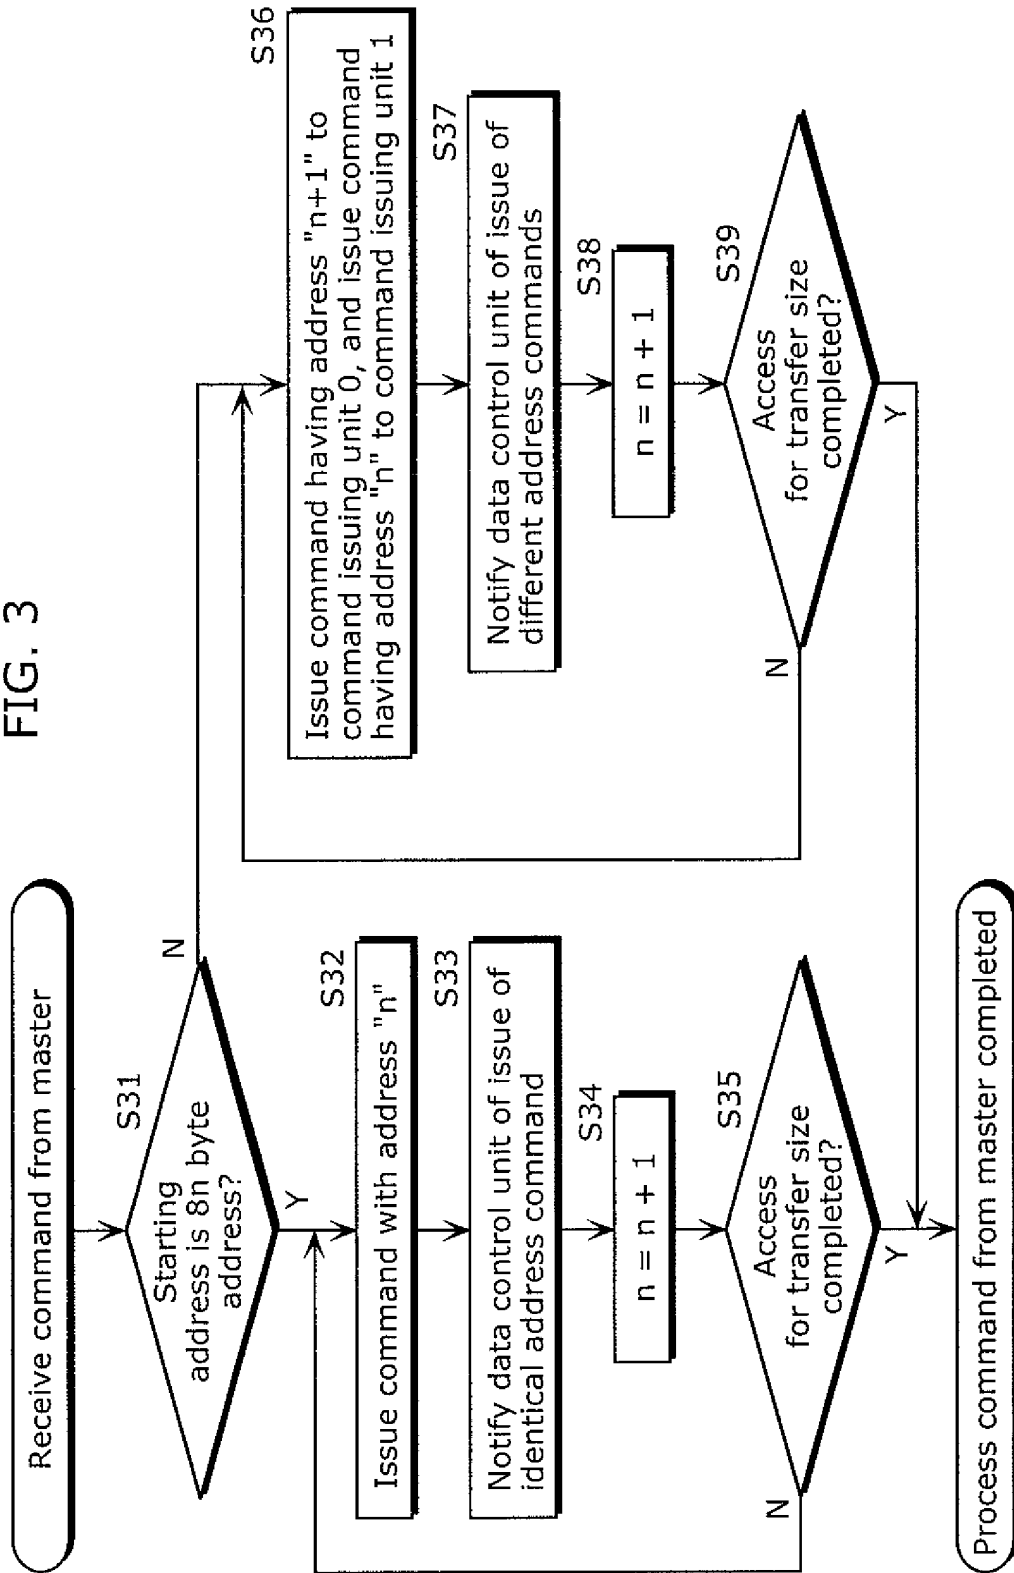 FIG. 3
Receive command from master
S31
Starting
address is 8n byte
address?
N
Y
S32
Issue command with address "n"
S33
Notify data control unit of issue of
identical address command
S34
n = n + 1
S35
Access
for transfer size
completed?
N
Y
S36
Issue command having address "n+1" to
command issuing unit 0, and issue command
having address "n" to command issuing unit 1
S37
Notify data control unit of issue of
different address commands
S38
n = n + 1
S39
Access
for transfer size
completed?
N
Y
Process command from master completed